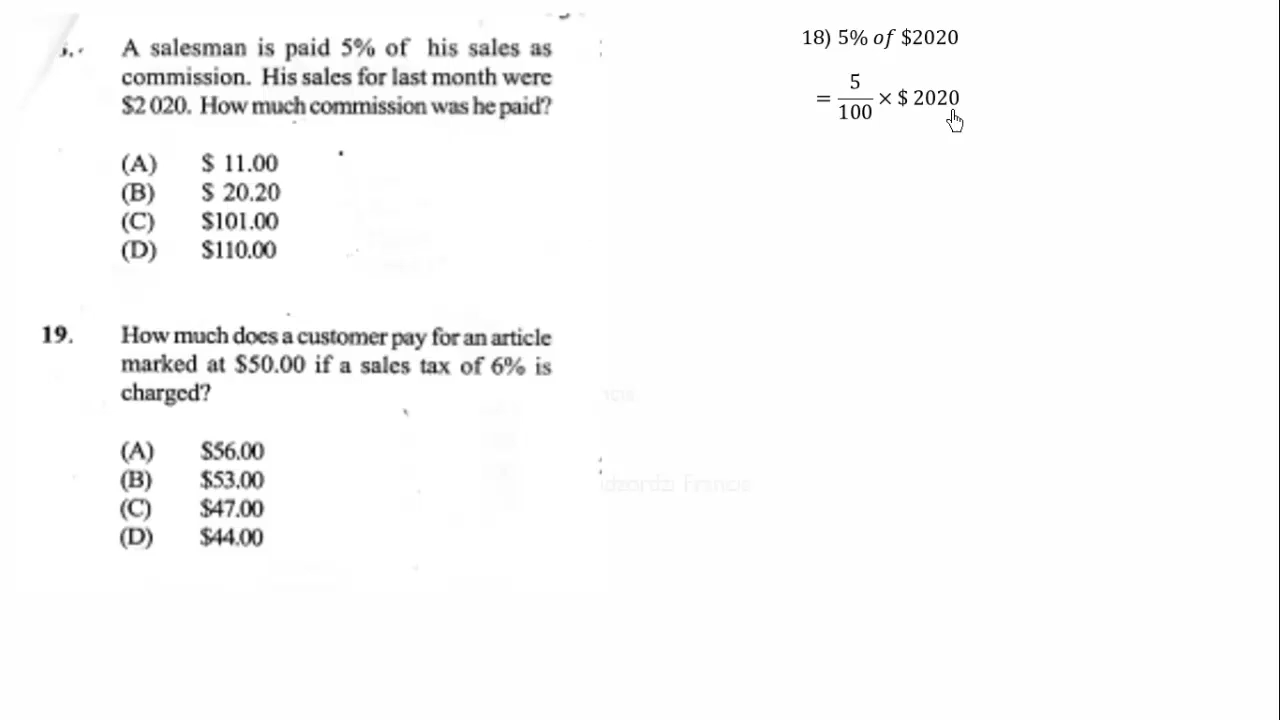 A salesman is paid 5% of his sales as
commission. His sales for last month were
$2 020. How much commission was he paid?
(A) $ 11.00
(B) $ 20.20
(C) $101.00
(D) $110.00
19. How much does a customer pay for an article
marked at $50.00 if a sales tax of 6% is
charged?
(A) $56.00
(B) $53.00
(C) $47.00
(D) $44.00
18) 5% of $2020
= 5/100 × $ 2020
Francis